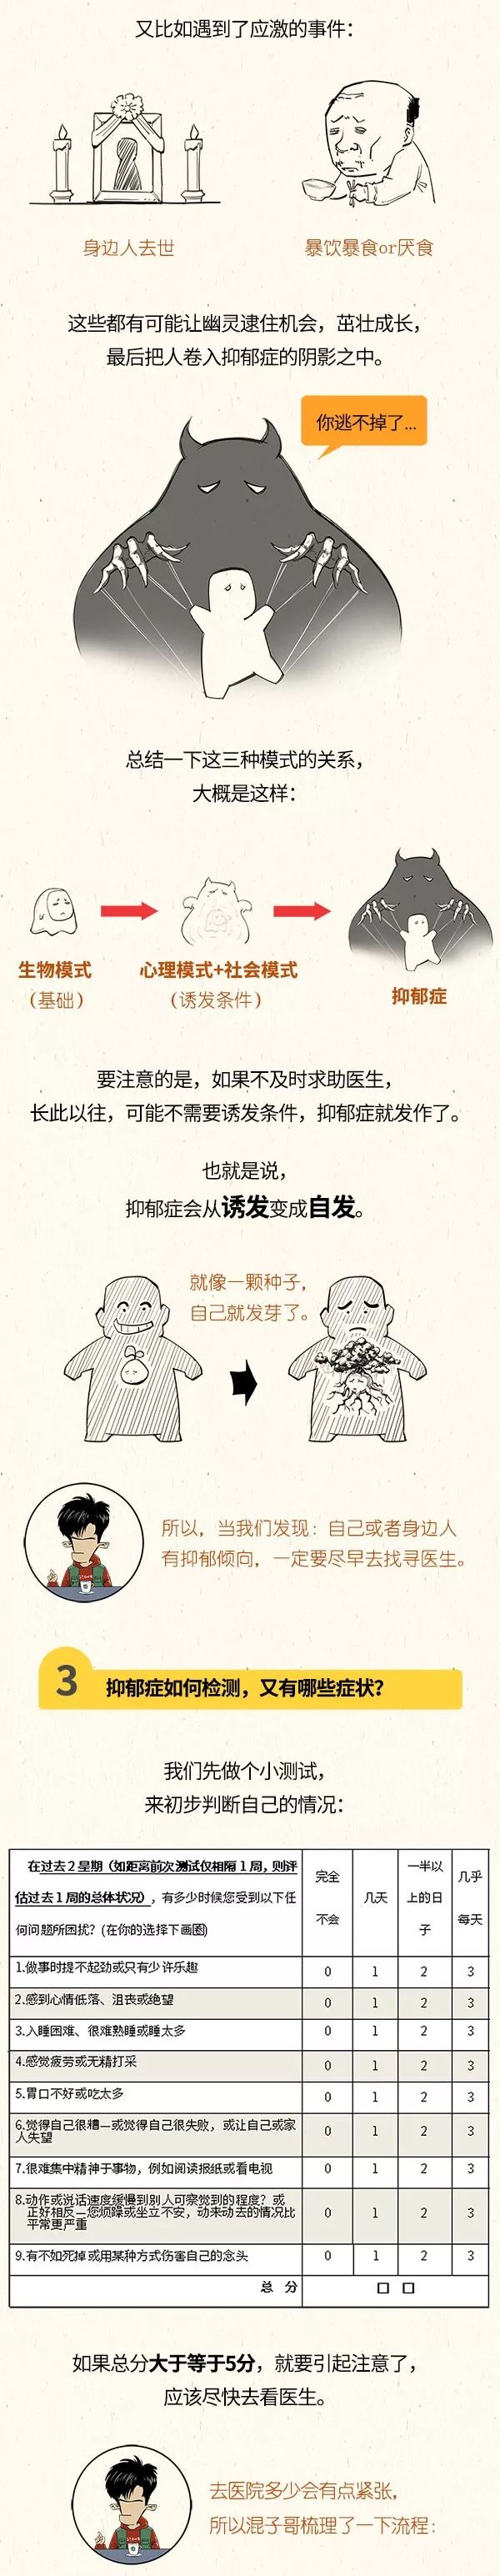 又比如遇到了应激的事件：
身边人去世
暴饮暴食or厌食
这些都有可能让幽灵逮住机会，茁壮成长，
最后把人卷入抑郁症的阴影之中。
你逃不掉了...
总结一下这三种模式的关系，
大概是这样：
生物模式
（基础）
心理模式+社会模式
（诱发条件）
抑郁症
要注意的是，如果不及时求助医生，
长此以往，可能不需要诱发条件，抑郁症就发作了。
也就是说，
抑郁症会从诱发变成自发。
就像一颗种子，
自己就发芽了。
所以，当我们发现：自己或者身边人
有抑郁倾向，一定要尽早去找寻医生。
3
抑郁症如何检测，又有哪些症状？
我们先做个小测试，
来初步判断自己的情况：
在过去2星期（如距离前次测试仅相隔1周，则评
估过去1周的总体状况），有多少时候您受到以下任
何问题所困扰？(在你的选择下画圈)
完全
不会
几天
一半以
上的日
子
几乎
每天
1.做事时提不起劲或只有少许乐趣 0 1 2 3
2.感到心情低落、沮丧或绝望 0 1 2 3
3.入睡困难、很难熟睡或睡太多 0 1 2 3
4.感觉疲劳或无精打采 0 1 2 3
5.胃口不好或吃太多 0 1 2 3
6.觉得自己很糟—或觉得自己很失败，或让自己或家
人失望 0 1 2 3
7.很难集中精神于事物，例如阅读报纸或看电视 0 1 2 3
8.动作或说话速度缓慢到别人可察觉到的程度？或
正好相反—您烦躁或坐立不安，动来动去的情况比
平常更严重 0 1 2 3
9.有不如死掉或用某种方式伤害自己的念头 0 1 2 3
总 分 口 口
如果总分大于等于5分，就要引起注意了，
应该尽快去看医生。
去医院多少会有点紧张，
所以混子哥梳理了一下流程：